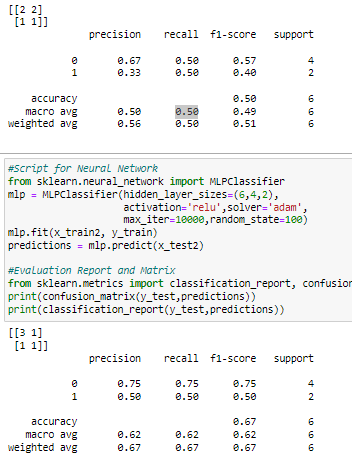 [[2 2]
 [1 1]]
              precision    recall  f1-score   support

           0       0.67      0.50      0.57         4
           1       0.33      0.50      0.40         2

    accuracy                           0.50         6
   macro avg       0.50      0.50      0.49         6
weighted avg       0.56      0.50      0.51         6

#Script for Neural Network
from sklearn.neural_network import MLPClassifier
mlp = MLPClassifier(hidden_layer_sizes=(6,4,2),
                    activation='relu',solver='adam',
                    max_iter=10000,random_state=100)
mlp.fit(x_train2, y_train)
predictions = mlp.predict(x_test2)

#Evaluation Report and Matrix
from sklearn.metrics import classification_report, confusion
print(confusion_matrix(y_test,predictions))
print(classification_report(y_test,predictions))

[[3 1]
 [1 1]]
              precision    recall  f1-score   support

           0       0.75      0.75      0.75         4
           1       0.50      0.50      0.50         2

    accuracy                           0.67         6
   macro avg       0.62      0.62      0.62         6
weighted avg       0.67      0.67      0.67         6